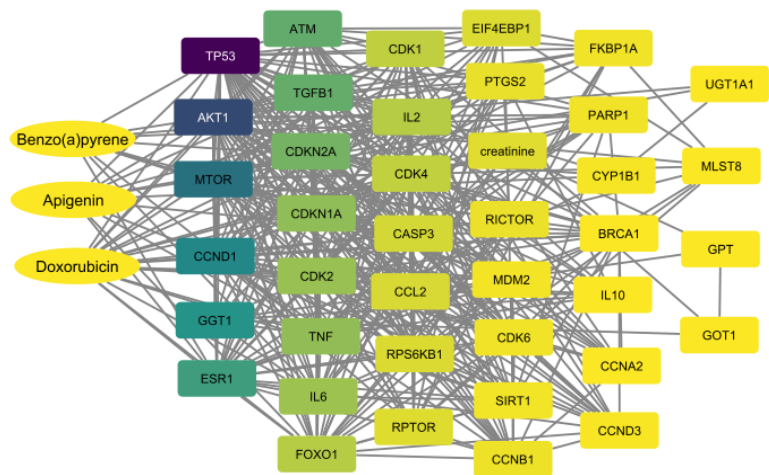 Benzo(a)pyrene
Apigenin
Doxorubicin
TP53
AKT1
MTOR
CCND1
GGT1
ESR1
ATM
TGFB1
CDKN2A
CDKN1A
CDK2
TNF
IL6
FOXO1
CDK1
IL2
CDK4
CASP3
CCL2
RPS6KB1
RPTOR
EIF4EBP1
PTGS2
creatinine
RICTOR
MDM2
CDK6
SIRT1
CCNB1
FKBP1A
PARP1
CYP1B1
BRCA1
IL10
CCNA2
CCND3
UGT1A1
MLST8
GPT
GOT1